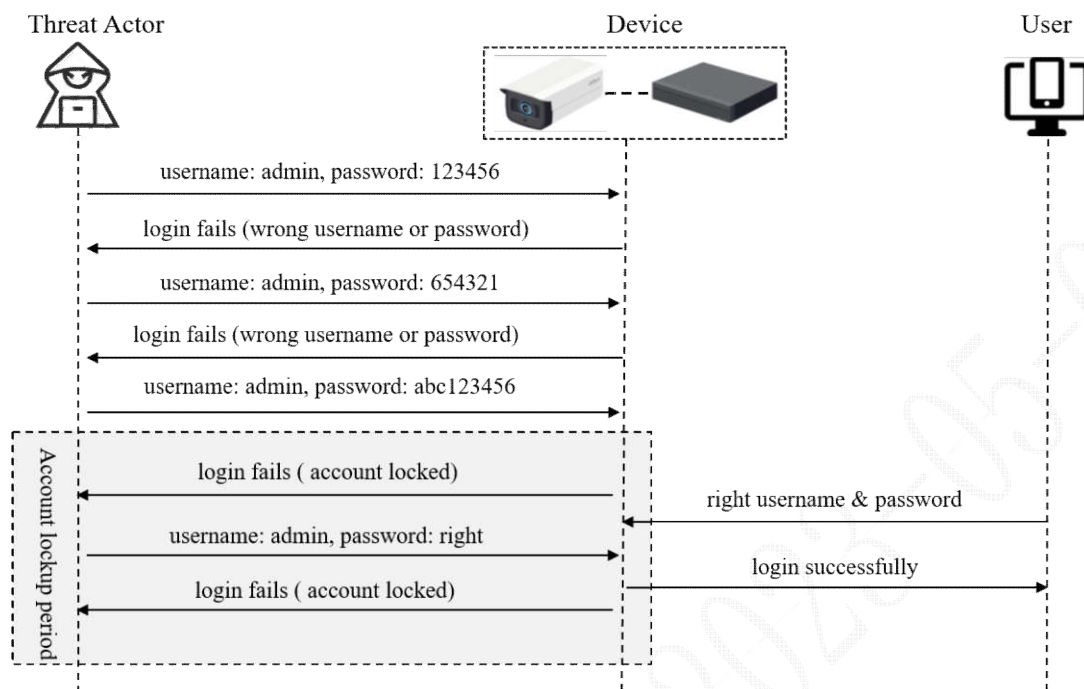 Threat Actor
Device
User
username: admin, password: 123456
login fails (wrong username or password)
username: admin, password: 654321
login fails (wrong username or password)
username: admin, password: abc123456
Account lockup period
login fails ( account locked)
right username & password
username: admin, password: right
login successfully
login fails ( account locked)